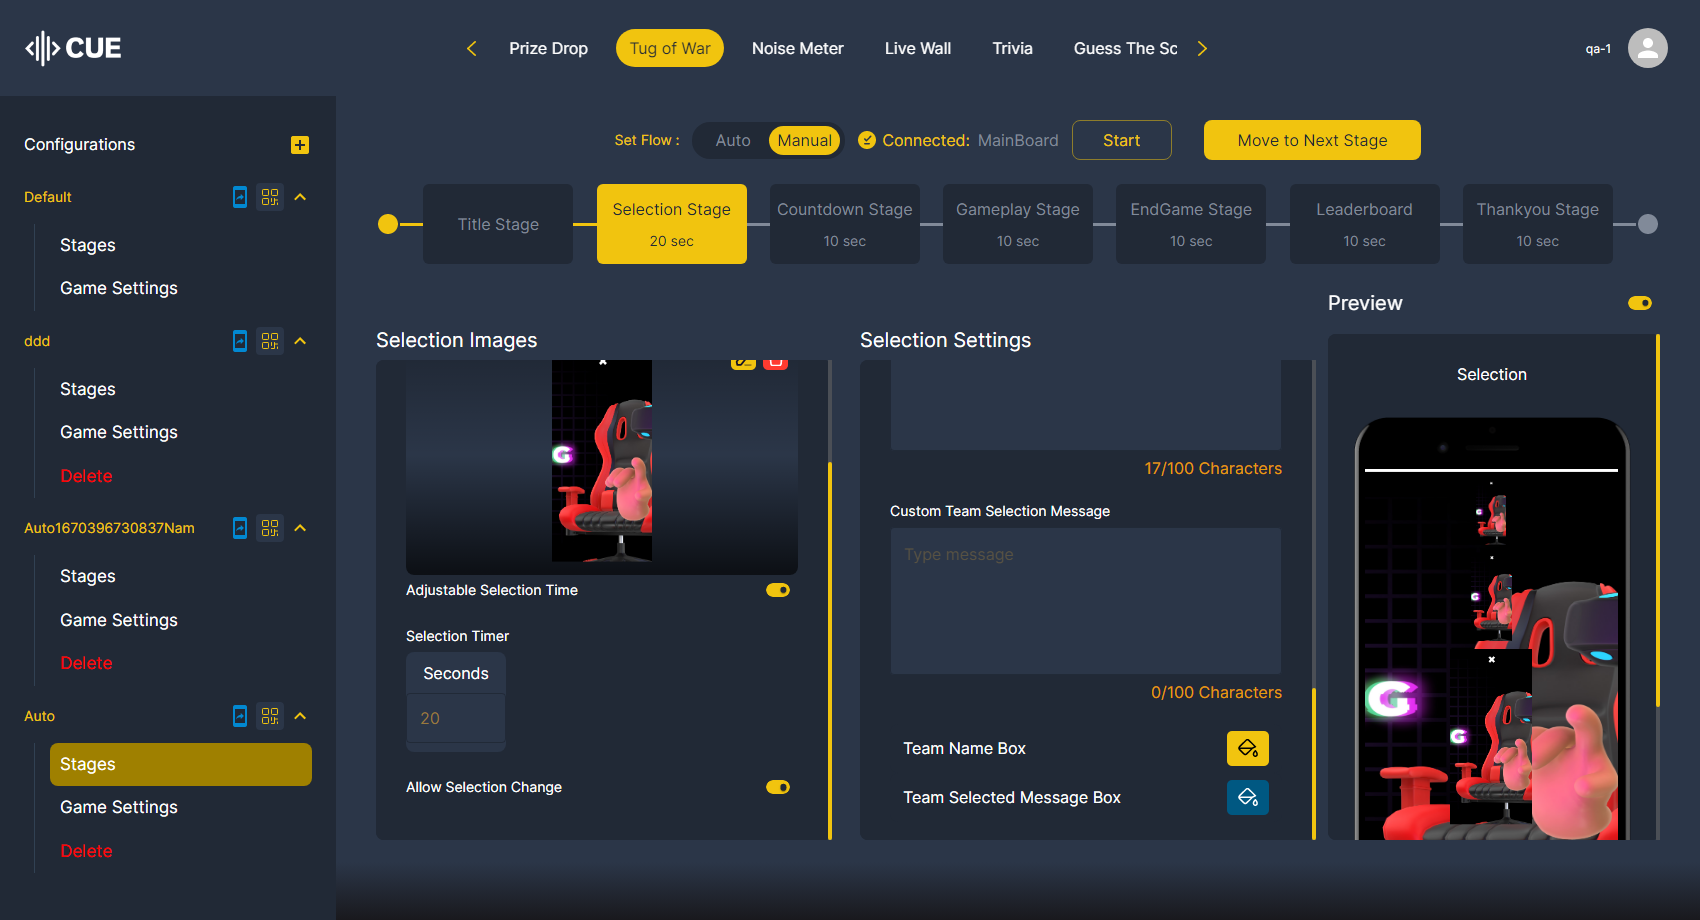 CUE
Prize Drop
Tug of War
Noise Meter
Live Wall
Trivia
Guess The Sc
qa-1
Configurations
Set Flow :
Auto
Manual
Connected: MainBoard
Start
Move to Next Stage
Default
Stages
Game Settings
ddd
Stages
Game Settings
Delete
Auto1670396730837Nam
Stages
Game Settings
Delete
Auto
Stages
Game Settings
Delete
Title Stage
Selection Stage
20 sec
Countdown Stage
10 sec
Gameplay Stage
10 sec
EndGame Stage
10 sec
Leaderboard
10 sec
Thankyou Stage
10 sec
Selection Images
G
Adjustable Selection Time
Selection Timer
Seconds
20
Allow Selection Change
Selection Settings
17/100 Characters
Custom Team Selection Message
Type message
0/100 Characters
Team Name Box
Team Selected Message Box
Preview
Selection
G
G
G
G